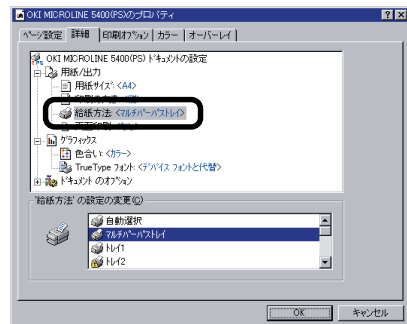 OKI MICROLINE 5400(PS)のプロパティ
ページ設定 詳細 印刷オプション カラー オーバーレイ
OKI MICROLINE 5400(PS) ドキュメントの設定
用紙/出力
用紙サイズ: <A4>
給紙方法: <マルチパーパストレイ>
グラフィックス
色合い: <カラー>
TrueType フォント: <デバイス フォントと代替>
ドキュメント のオプション
'給紙方法' の設定の変更(C)
自動選択
マルチパーパストレイ
トレイ1
トレイ2
OK キャンセル